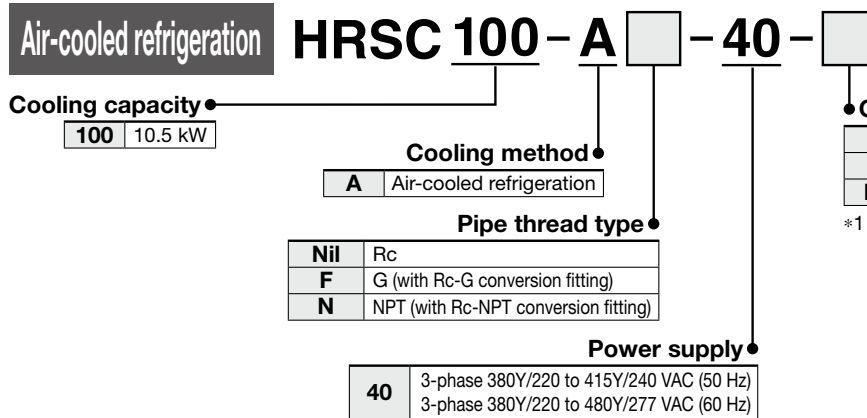 Air-cooled refrigeration HRSC 100 - A - 40 -
Cooling capacity
100 10.5 kW
Cooling method
A Air-cooled refrigeration
Pipe thread type
Nil Rc
F G (with Rc-G conversion fitting)
N NPT (with Rc-NPT conversion fitting)
Power supply
40 3-phase 380Y/220 to 415Y/240 VAC (50 Hz)
3-phase 380Y/220 to 480Y/277 VAC (60 Hz)
*1